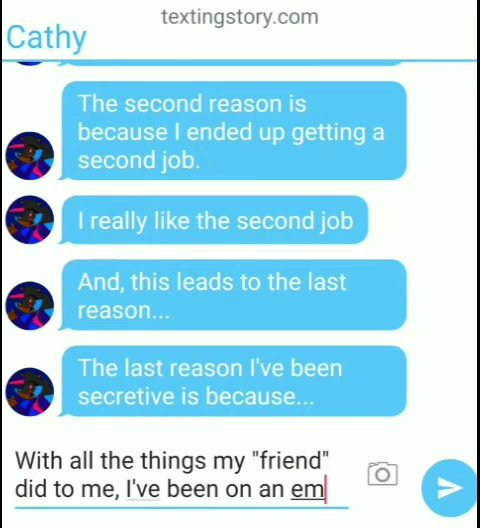 textingstory.com
Cathy
The second reason is
because I ended up getting a
second job.
I really like the second job
And, this leads to the last
reason...
The last reason I've been
secretive is because...
With all the things my "friend"
did to me, I've been on an em